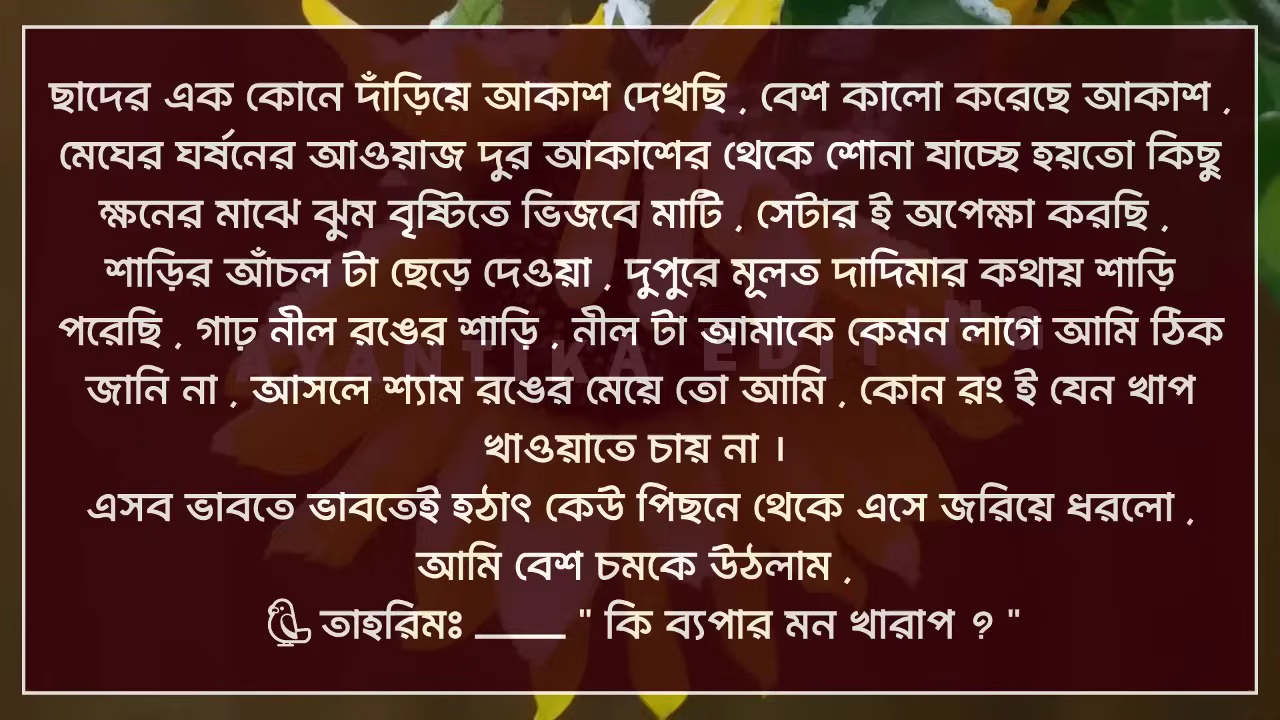 ছাদের এক কোনে দাঁড়িয়ে আকাশ দেখছি , বেশ কালো করেছে আকাশ ,
মেঘের ঘর্ষনের আওয়াজ দুর আকাশের থেকে শোনা যাচ্ছে হয়তো কিছু
ক্ষনের মাঝে ঝুম বৃষ্টিতে ভিজবে মাটি , সেটার ই অপেক্ষা করছি ,
শাড়ির আঁচল টা ছেড়ে দেওয়া , দুপুরে মূলত দাদিমার কথায় শাড়ি
পরেছি , গাঢ় নীল রঙের শাড়ি , নীল টা আমাকে কেমন লাগে আমি ঠিক
জানি না , আসলে শ্যাম রঙের মেয়ে তো আমি , কোন রং ই যেন খাপ
খাওয়াতে চায় না ।
এসব ভাবতে ভাবতেই হঠাৎ কেউ পিছনে থেকে এসে জরিয়ে ধরলো ,
আমি বেশ চমকে উঠলাম ,
তাহরিমঃ ____ " কি ব্যপার মন খারাপ ? "